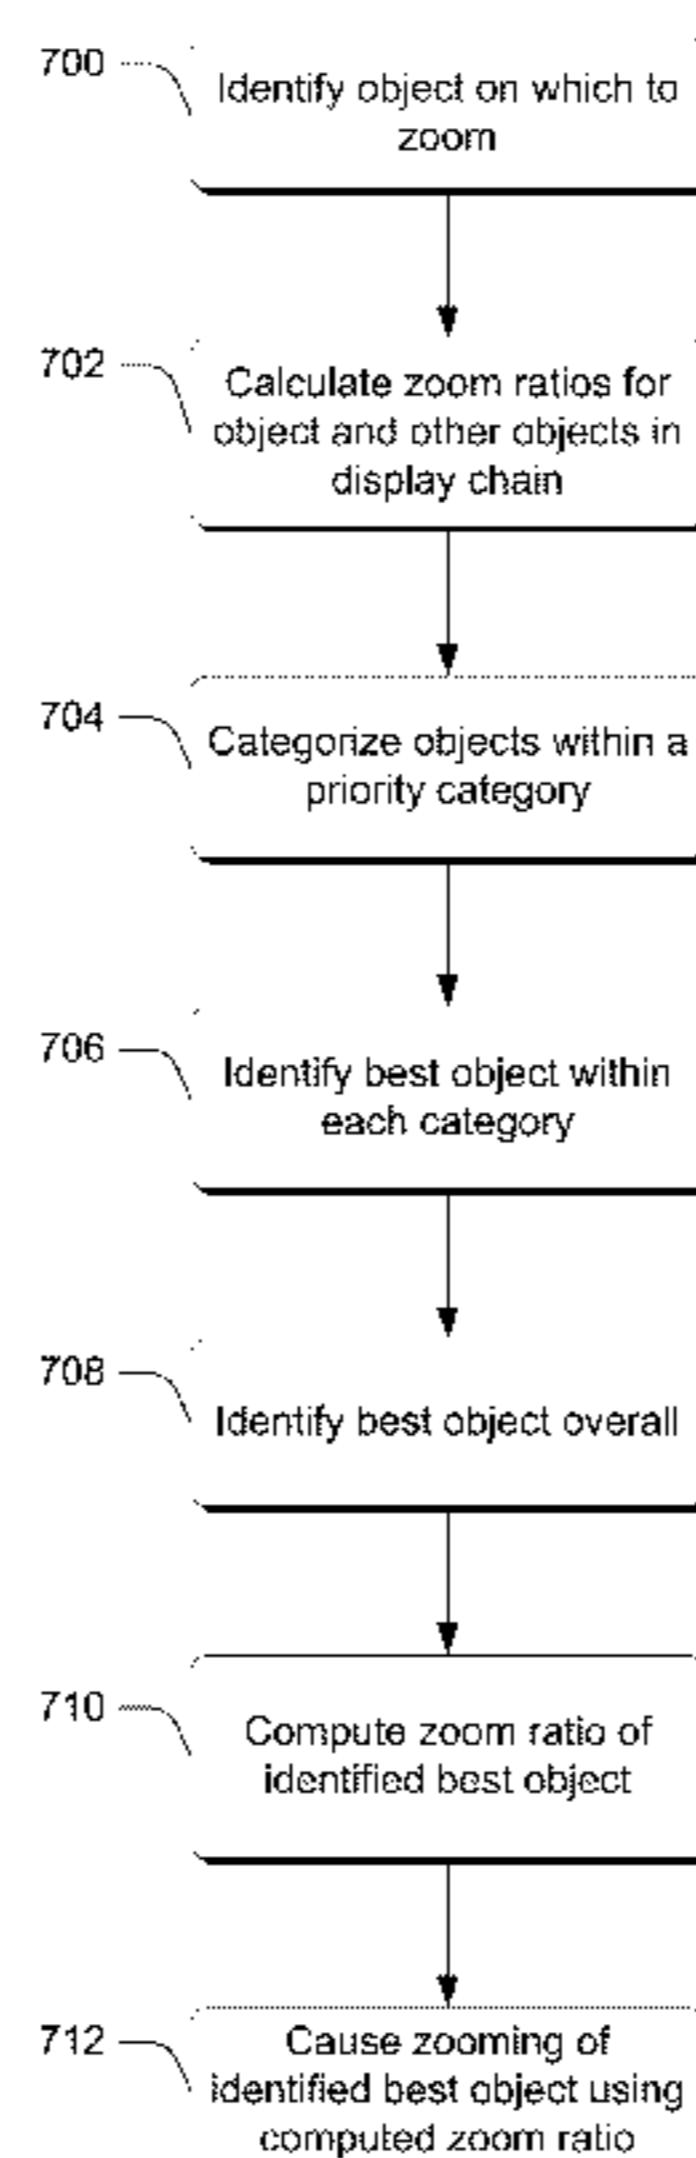 700
Identify object on which to
zoom
702
Calculate zoom ratios for
object and other objects in
display chain
704
Categorize objects within a
priority category
706
Identify best object within
each category
708
Identify best object overall
710
Compute zoom ratio of
identified best object
712
Cause zooming of
identified best object using
computed zoom ratio